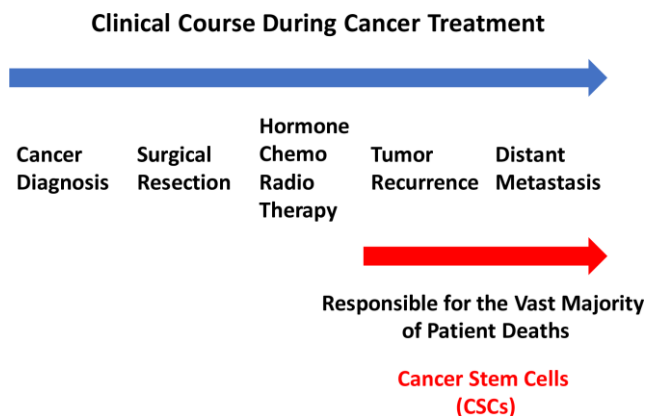 Clinical Course During Cancer Treatment
Cancer
Diagnosis
Surgical
Resection
Hormone
Chemo
Radio
Therapy
Tumor
Recurrence
Distant
Metastasis
Responsible for the Vast Majority
of Patient Deaths
Cancer Stem Cells
(CSCs)